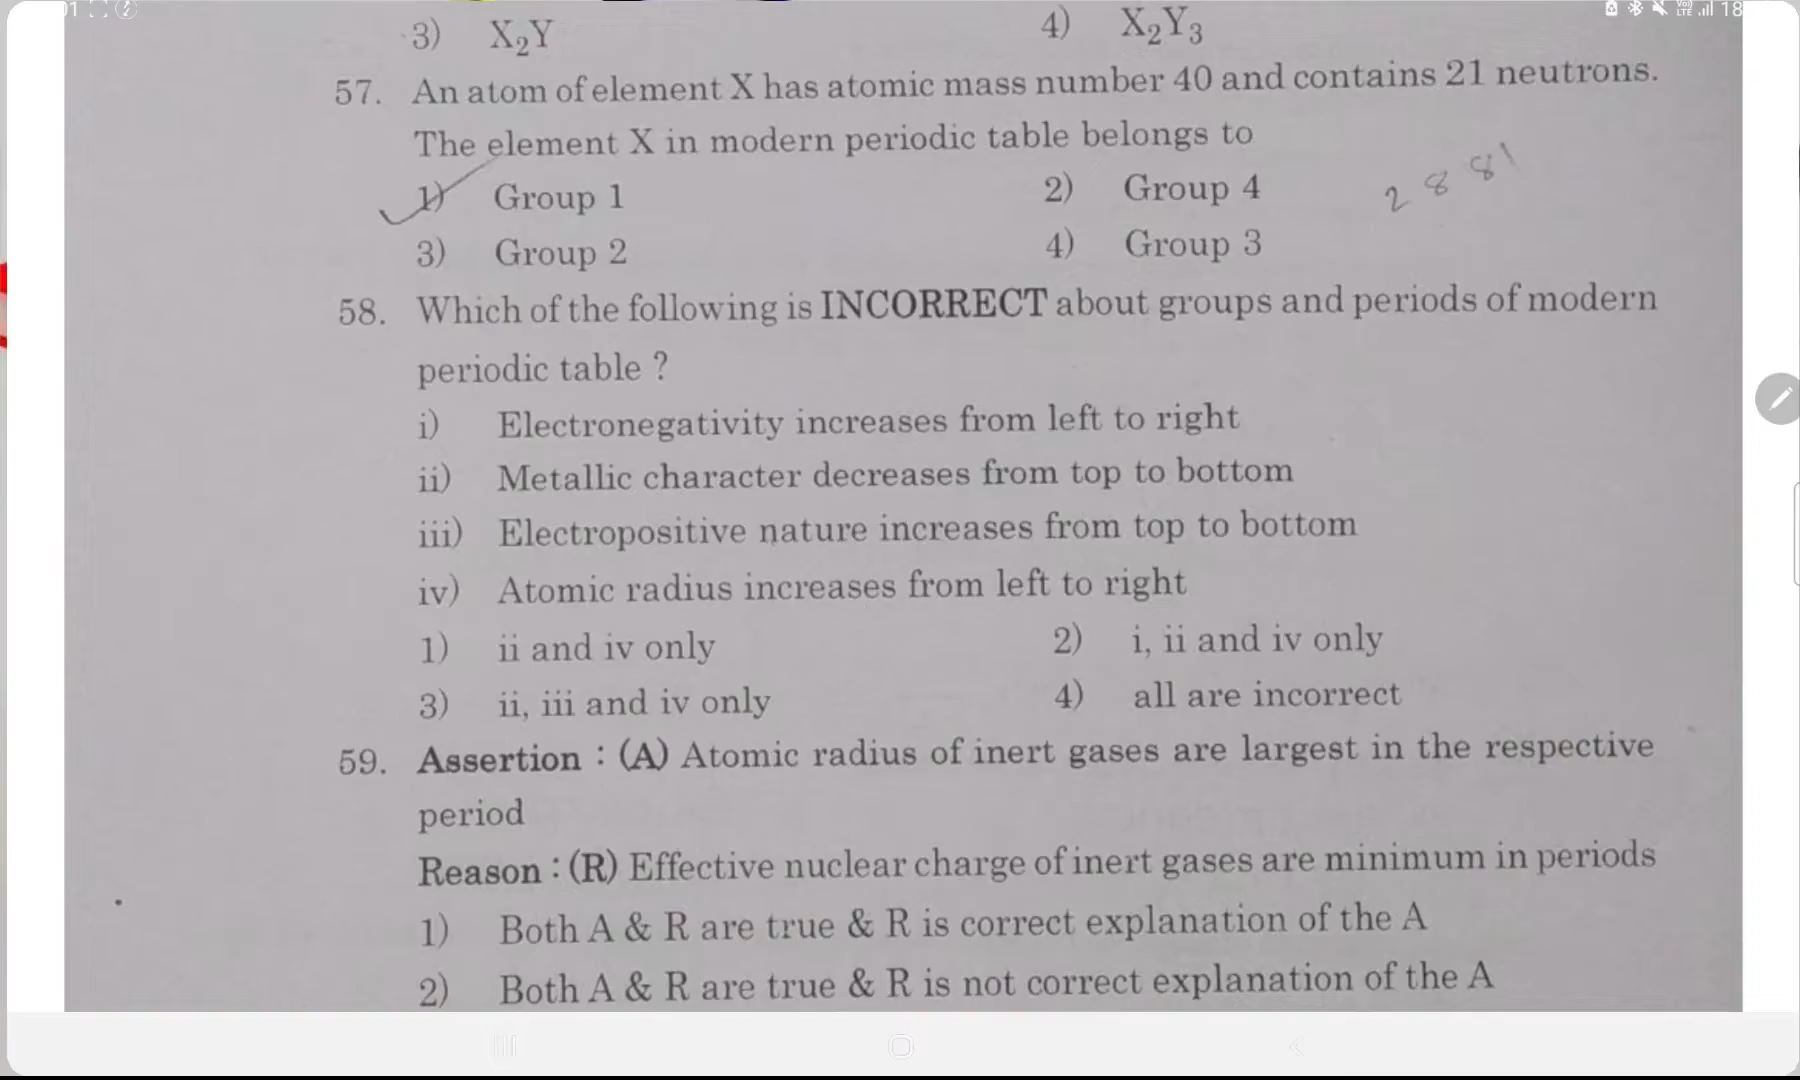 01
18
3) X₂Y 4) X₂Y₃
57. An atom of element X has atomic mass number 40 and contains 21 neutrons.
The element X in modern periodic table belongs to
1) Group 1 2) Group 4 2 8 8 1
3) Group 2 4) Group 3
58. Which of the following is INCORRECT about groups and periods of modern
periodic table ?
i) Electronegativity increases from left to right
ii) Metallic character decreases from top to bottom
iii) Electropositive nature increases from top to bottom
iv) Atomic radius increases from left to right
1) ii and iv only 2) i, ii and iv only
3) ii, iii and iv only 4) all are incorrect
59. Assertion : (A) Atomic radius of inert gases are largest in the respective
period
Reason : (R) Effective nuclear charge of inert gases are minimum in periods
1) Both A & R are true & R is correct explanation of the A
2) Both A & R are true & R is not correct explanation of the A